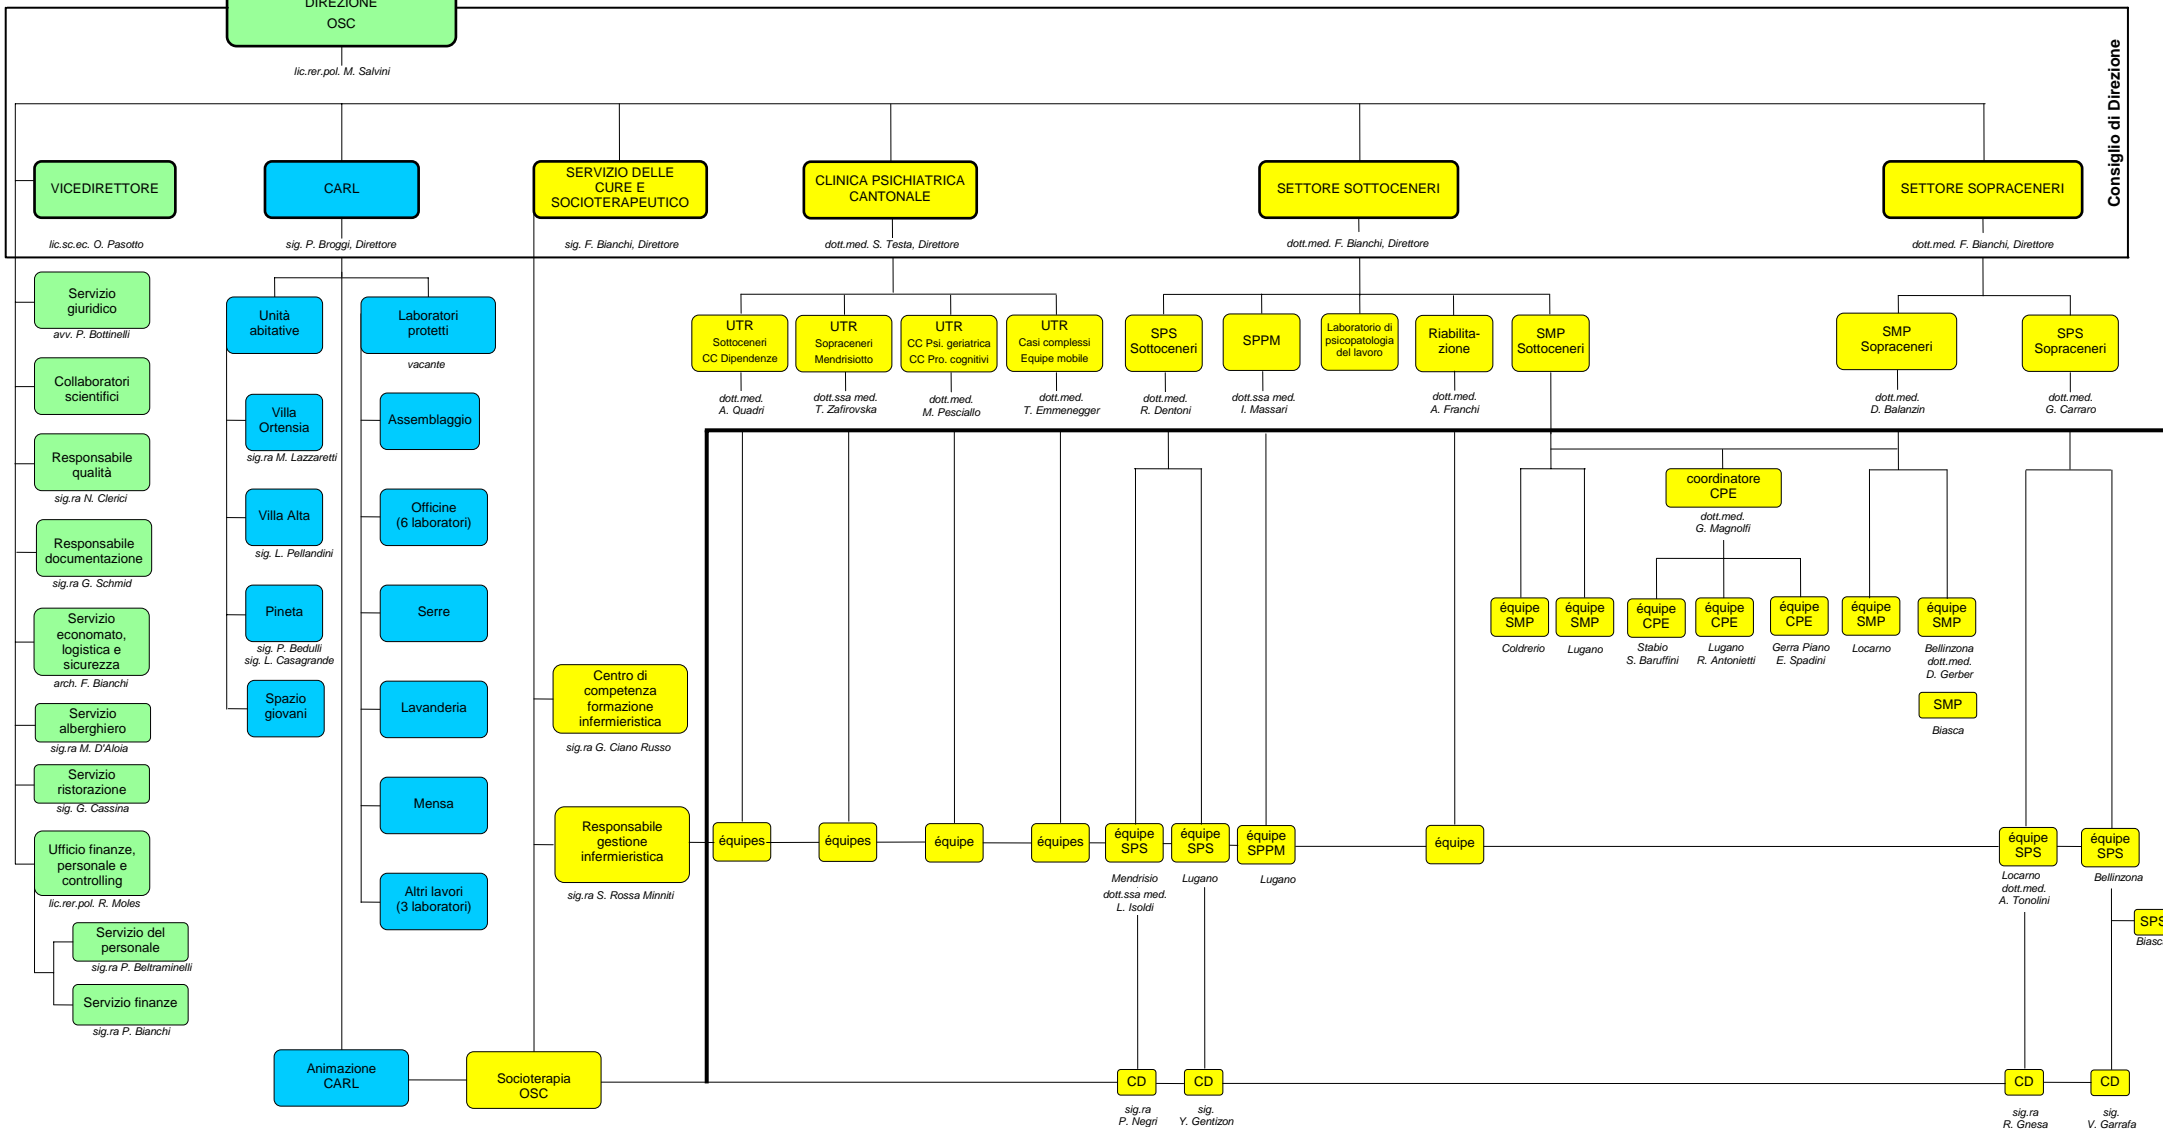 DIREZIONE
OSC
lic.rer.pol. M. Salvini
Consiglio di Direzione
VICEDIRETTORE
lic.sc.ec. O. Pasotto
CARL
sig. P. Broggi, Direttore
SERVIZIO DELLE
CURE E
SOCIOTERAPEUTICO
sig. F. Bianchi, Direttore
CLINICA PSICHIATRICA
CANTONALE
dott.med. S. Testa, Direttore
SETTORE SOTTOCENERI
dott.med. F. Bianchi, Direttore
SETTORE SOPRACENERI
dott.med. F. Bianchi, Direttore
Servizio
giuridico
avv. P. Bottinelli
Collaboratori
scientifici
Responsabile
qualità
sig.ra N. Clerici
Responsabile
documentazione
sig.ra G. Schmid
Servizio
economato,
logistica e
sicurezza
arch. F. Bianchi
Servizio
alberghiero
sig.ra M. D'Aloia
Servizio
ristorazione
sig. G. Cassina
Ufficio finanze,
personale e
controlling
lic.rer.pol. R. Moles
Servizio del
personale
sig.ra P. Beltraminelli
Servizio finanze
sig.ra P. Bianchi
Unità
abitative
Villa
Ortensia
sig.ra M. Lazzaretti
Villa Alta
sig. L. Pellandini
Pineta
sig. P. Bedulli
sig. L. Casagrande
Spazio
giovani
Laboratori
protetti
vacante
Assemblaggio
Officine
(6 laboratori)
Serre
Lavanderia
Mensa
Altri lavori
(3 laboratori)
Animazione
CARL
Centro di
competenza
formazione
infermieristica
sig.ra G. Ciano Russo
Responsabile
gestione
infermieristica
sig.ra S. Rossa Minniti
Socioterapia
OSC
UTR
Sottoceneri
CC Dipendenze
dott.med.
A. Quadri
UTR
Sopraceneri
Mendrisiotto
dott.ssa med.
T. Zafirovska
UTR
CC Psi. geriatrica
CC Pro. cognitivi
dott.med.
M. Pesciallo
UTR
Casi complessi
Equipe mobile
dott.med.
T. Emmenegger
SPS
Sottoceneri
dott.med.
R. Dentoni
SPPM
dott.ssa med.
I. Massari
Laboratorio di
psicopatologia
del lavoro
Riabilita-
zione
dott.med.
A. Franchi
SMP
Sottoceneri
SMP
Sopraceneri
dott.med.
D. Balanzin
SPS
Sopraceneri
dott.med.
G. Carraro
coordinatore
CPE
dott.med.
G. Magnolfi
équipe
SMP
Coldrerio
équipe
SMP
Lugano
équipe
CPE
Stabio
S. Baruffini
équipe
CPE
Lugano
R. Antonietti
équipe
CPE
Gerra Piano
E. Spadini
équipe
SMP
Locarno
équipe
SMP
Bellinzona
dott.med.
D. Gerber
SMP
Biasca
équipes
équipes
équipe
équipes
équipe
SPS
Mendrisio
dott.ssa med.
L. Isoldi
équipe
SPS
Lugano
équipe
SPPM
Lugano
équipe
équipe
SPS
Locarno
dott.med.
A. Tonolini
équipe
SPS
Bellinzona
SPS
Biasc
CD
sig.ra
P. Negri
CD
sig.
Y. Gentizon
CD
sig.ra
R. Gnesa
CD
sig.
V. Garrafa